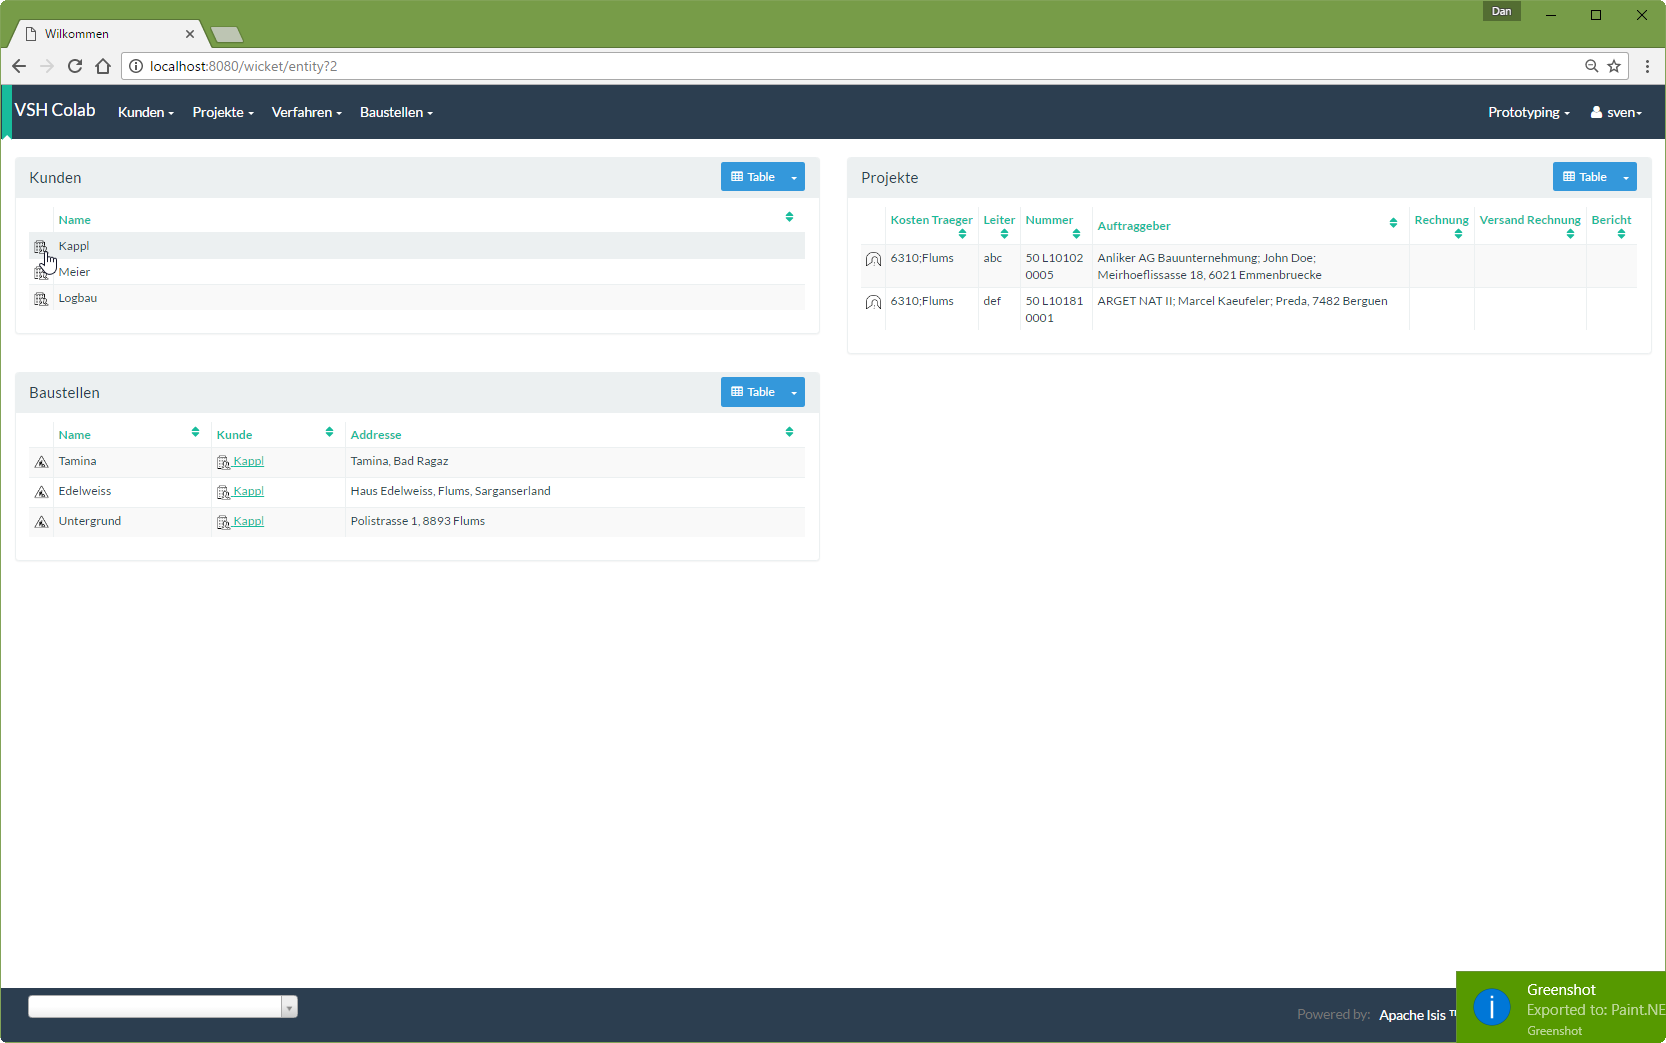 Dan
Wilkommen
localhost:8080/wicket/entity?2
VSH Colab Kunden Projekte Verfahren Baustellen Prototyping sven
Kunden Table
Name
Kappl
Meier
Logbau
Projekte Table
Kosten Traeger Leiter Nummer Auftraggeber Rechnung Versand Rechnung Bericht
6310;Flums abc 50 L10102 Anliker AG Bauunternehmung; John Doe;
0005 Meirhoeflissasse 18, 6021 Emmenbruecke
6310;Flums def 50 L10181 ARGET NAT II; Marcel Kaeufeler; Preda, 7482 Berguen
0001
Baustellen Table
Name Kunde Addresse
Tamina Kappl Tamina, Bad Ragaz
Edelweiss Kappl Haus Edelweiss, Flums, Sarganserland
Untergrund Kappl Polistrasse 1, 8893 Flums
Powered by: Apache Isis ™
Greenshot
Exported to: Paint.NE
Greenshot